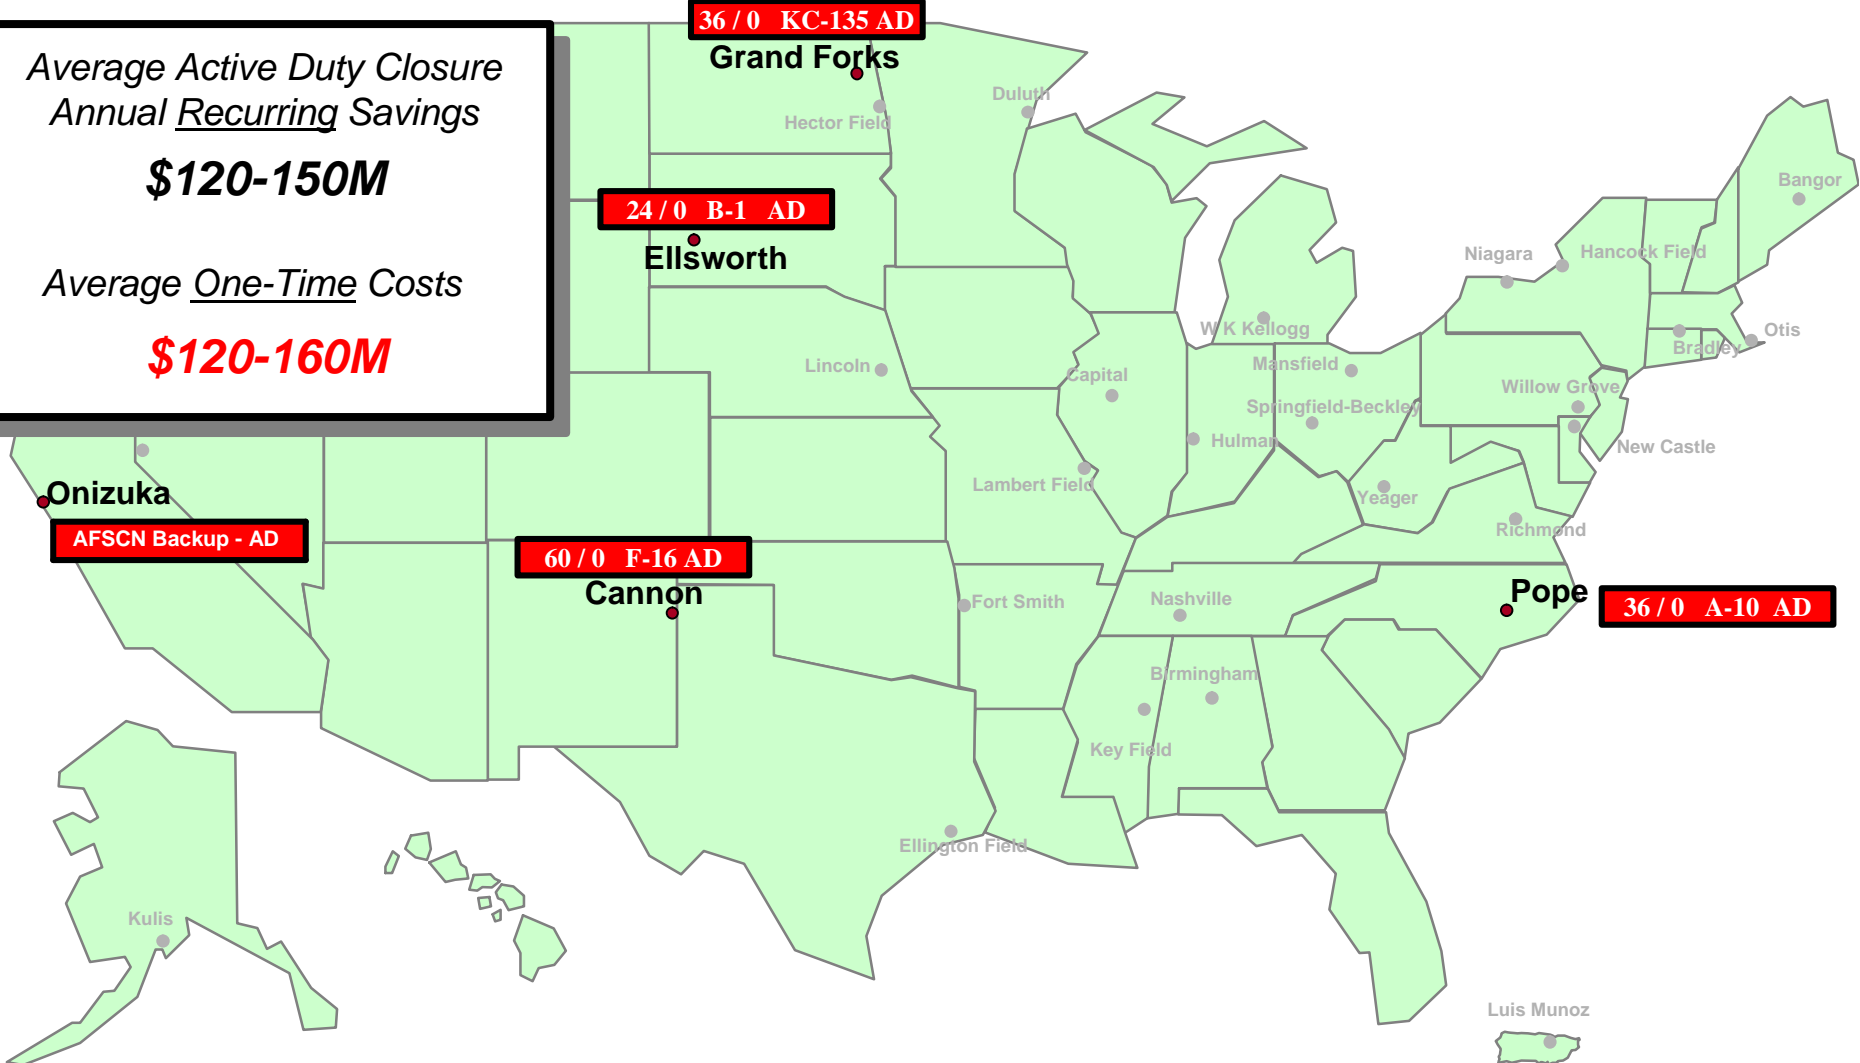 36 / 0 KC-135 AD
Grand Forks
Average Active Duty Closure
Annual Recurring Savings
$120-150M
Average One-Time Costs
$120-160M
Duluth
Hector Field
24 / 0 B-1 AD
Ellsworth
Bangor
Niagara
Hancock Field
W K Kellogg
Otis
Bradley
Lincoln
Capital
Mansfield
Willow Grove
Springfield-Beckley
Hulman
New Castle
Onizuka
AFSCN Backup - AD
Lambert Field
Yeager
Richmond
60 / 0 F-16 AD
Cannon
Fort Smith
Nashville
Pope
36 / 0 A-10 AD
Birmingham
Key Field
Ellington Field
Kulis
Luis Munoz